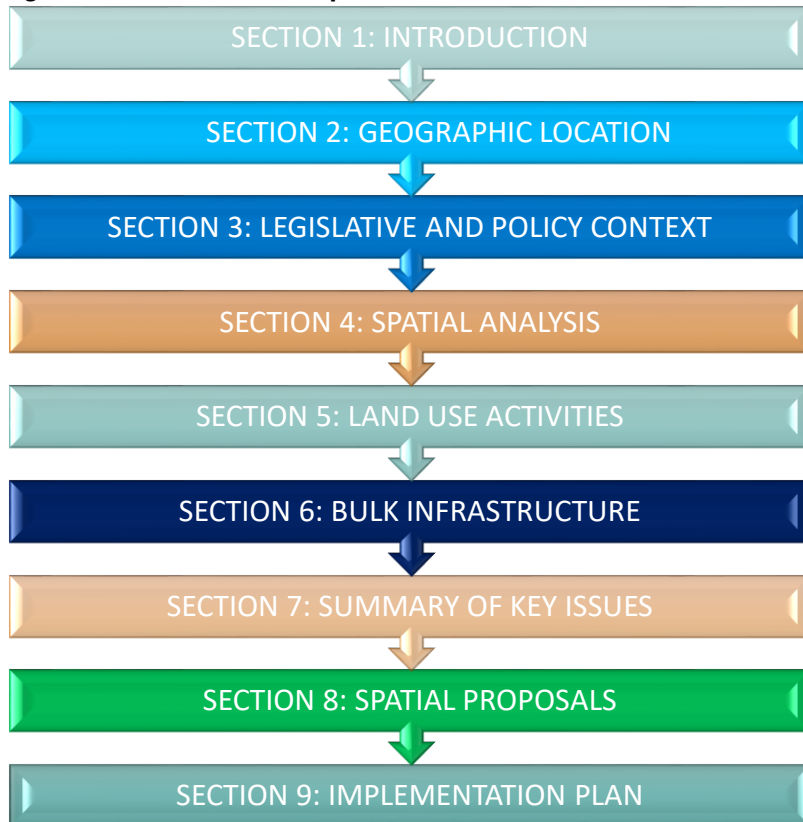 SECTION 1: INTRODUCTION
SECTION 2: GEOGRAPHIC LOCATION
SECTION 3: LEGISLATIVE AND POLICY CONTEXT
SECTION 4: SPATIAL ANALYSIS
SECTION 5: LAND USE ACTIVITIES
SECTION 6: BULK INFRASTRUCTURE
SECTION 7: SUMMARY OF KEY ISSUES
SECTION 8: SPATIAL PROPOSALS
SECTION 9: IMPLEMENTATION PLAN